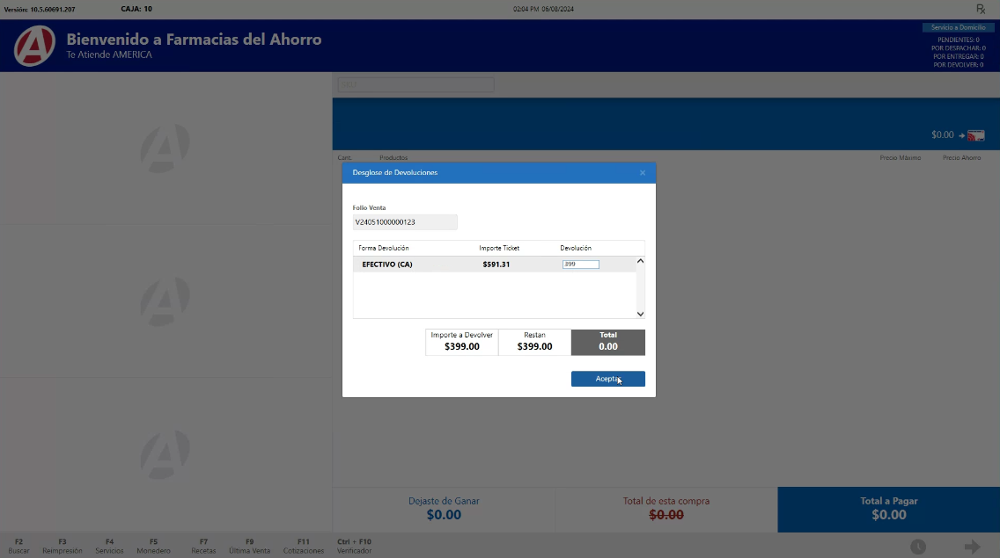 Versión: 10.5.60691.207
CAJA: 10
02:04 PM 06/08/2024
Bienvenido a Farmacias del Ahorro
Te Atiende AMERICA
Servicio a Domicilio
PENDIENTES: 0
POR DESPACHAR: 0
POR ENTREGAR: 0
POR DEVOLVER: 0
$0.00
Cant. Productos Precio Máximo Precio Ahorro
Desglose de Devoluciones
Folio Venta
V24051000000123
Forma Devolución Importe Ticket Devolución
EFECTIVO (CA) $591.31 399
Importe a Devolver Restan Total
$399.00 $399.00 0.00
Aceptar
Dejaste de Ganar Total de esta compra Total a Pagar
$0.00 $0.00 $0.00
F2 F3 F4 F5 F7 F9 F11 Ctrl + F10
Buscar Reimpresión Servicios Monedero Recetas Última Venta Cotizaciones Verificador